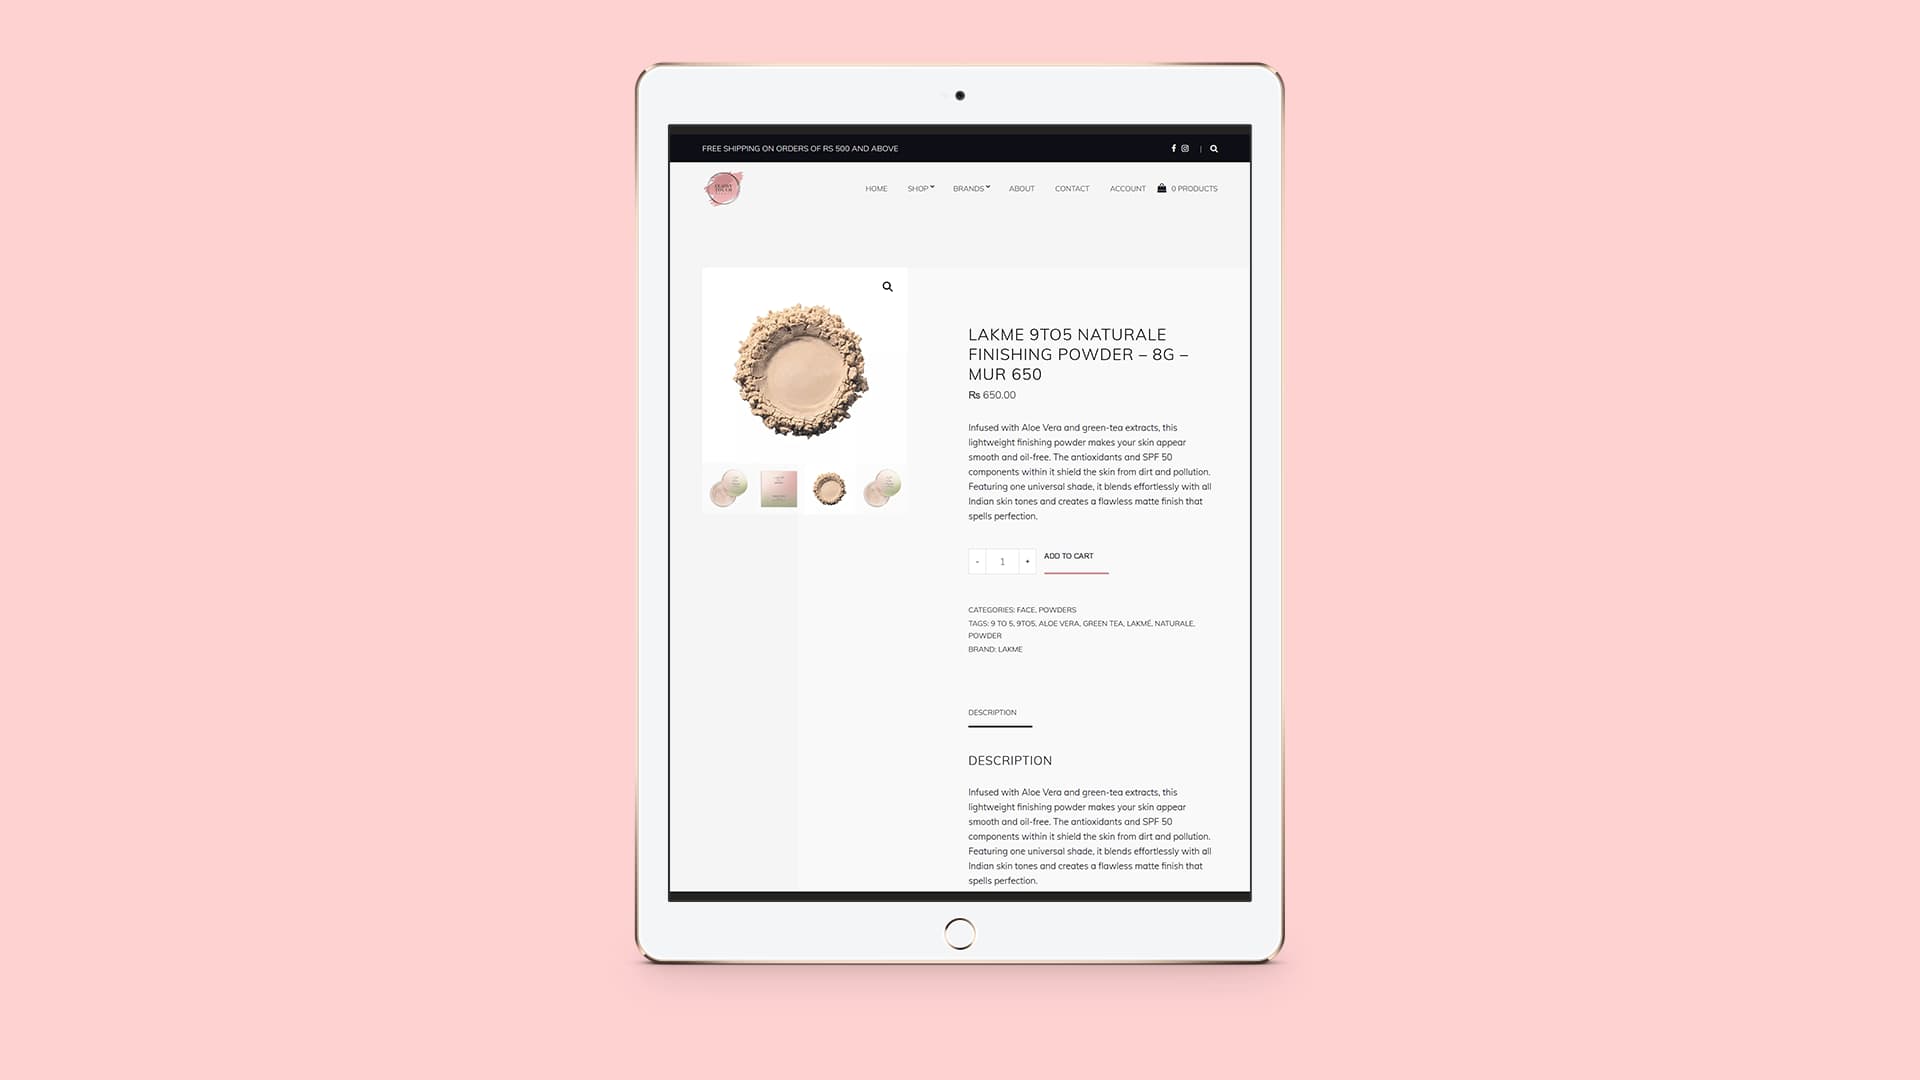 FREE SHIPPING ON ORDERS OF RS 500 AND ABOVE
HOME SHOP BRANDS ABOUT CONTACT ACCOUNT 0 PRODUCTS
LAKME 9TO5 NATURALE
FINISHING POWDER – 8G –
MUR 650
₨ 650.00
Infused with Aloe Vera and green-tea extracts, this
lightweight finishing powder makes your skin appear
smooth and oil-free. The antioxidants and SPF 50
components within it shield the skin from dirt and pollution.
Featuring one universal shade, it blends effortlessly with all
Indian skin tones and creates a flawless matte finish that
spells perfection.
- 1 + ADD TO CART
CATEGORIES: FACE, POWDERS
TAGS: 9 TO 5, 9TO5, ALOE VERA, GREEN TEA, LAKMÉ, NATURALE,
POWDER
BRAND: LAKME
DESCRIPTION
DESCRIPTION
Infused with Aloe Vera and green-tea extracts, this
lightweight finishing powder makes your skin appear
smooth and oil-free. The antioxidants and SPF 50
components within it shield the skin from dirt and pollution.
Featuring one universal shade, it blends effortlessly with all
Indian skin tones and creates a flawless matte finish that
spells perfection.